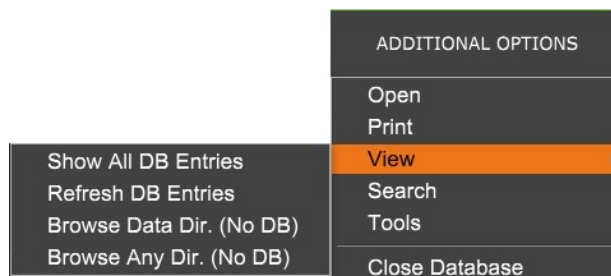 ADDITIONAL OPTIONS
Open
Print
View
Search
Tools
Close Database
Show All DB Entries
Refresh DB Entries
Browse Data Dir. (No DB)
Browse Any Dir. (No DB)